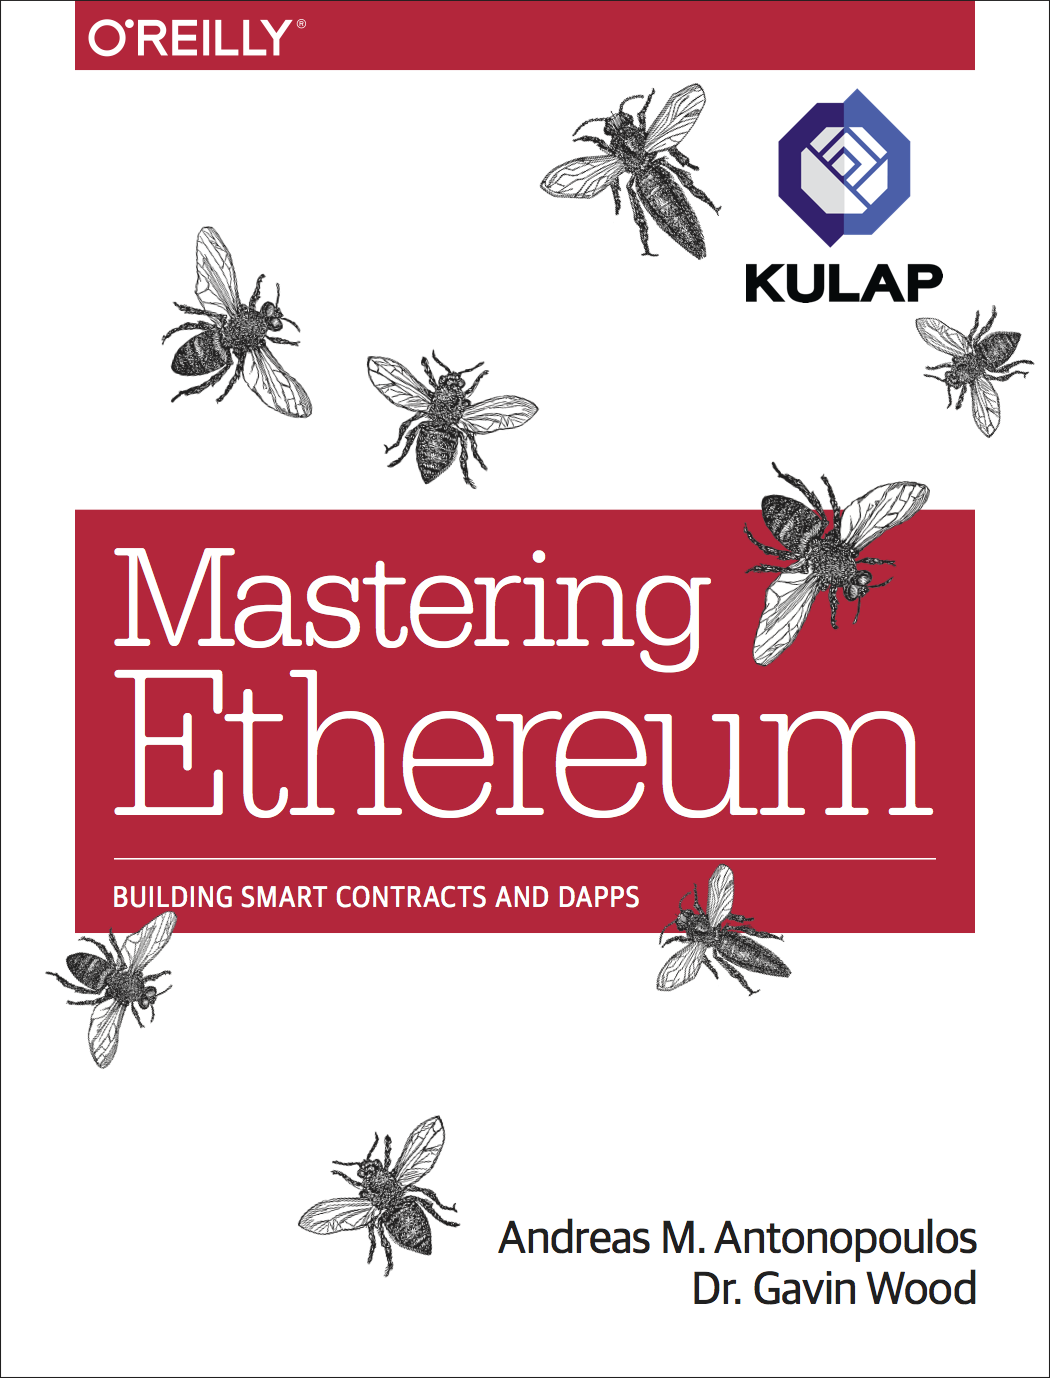 O'REILLY®
KULAP
Mastering
Ethereum
BUILDING SMART CONTRACTS AND DAPPS
Andreas M. Antonopoulos
Dr. Gavin Wood